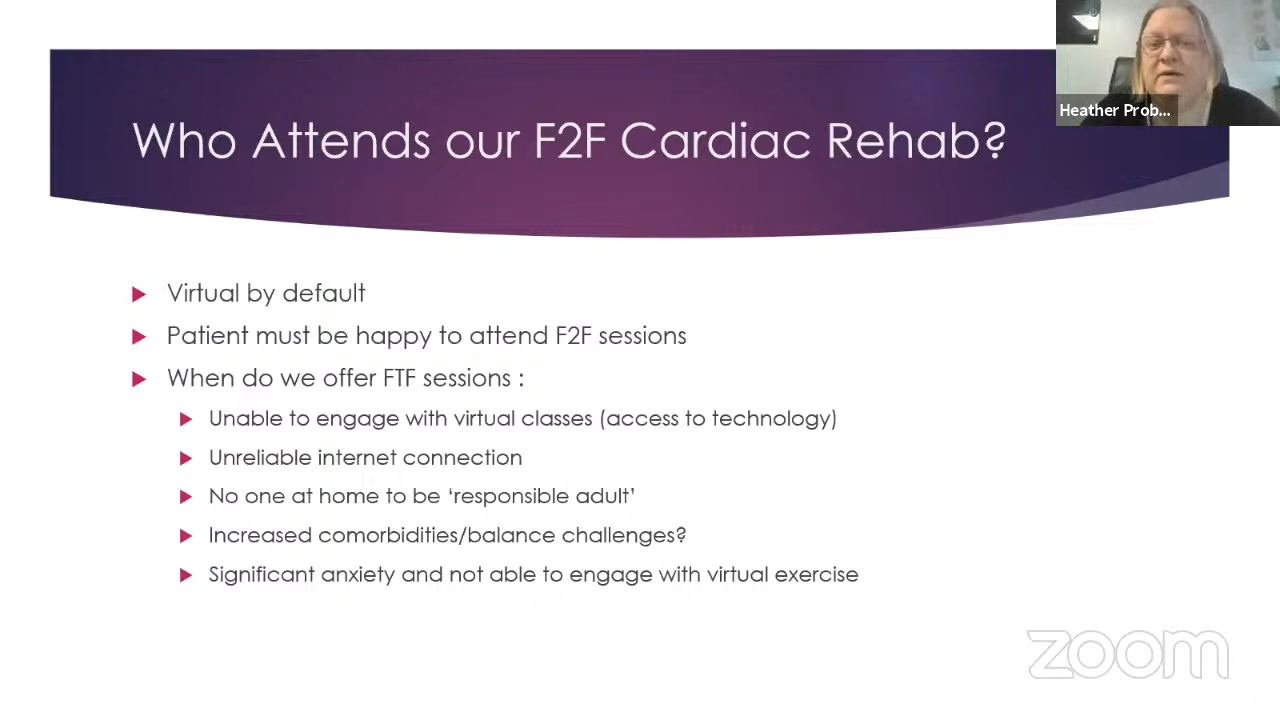 Who Attends our F2F Cardiac Rehab?
Heather Prob...
Virtual by default
Patient must be happy to attend F2F sessions
When do we offer FTF sessions :
Unable to engage with virtual classes (access to technology)
Unreliable internet connection
No one at home to be ‘responsible adult’
Increased comorbidities/balance challenges?
Significant anxiety and not able to engage with virtual exercise
zoom